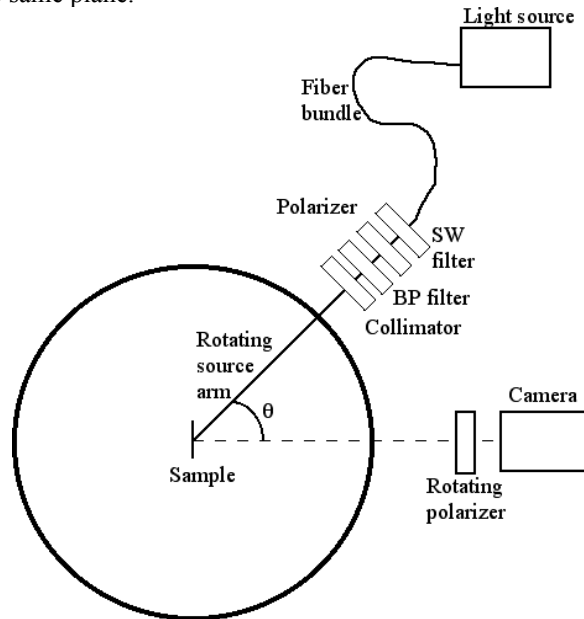 same plane.
Light source
Fiber
bundle
Polarizer
SW
filter
BP filter
Collimator
Rotating
source
arm
θ
Sample
Camera
Rotating
polarizer